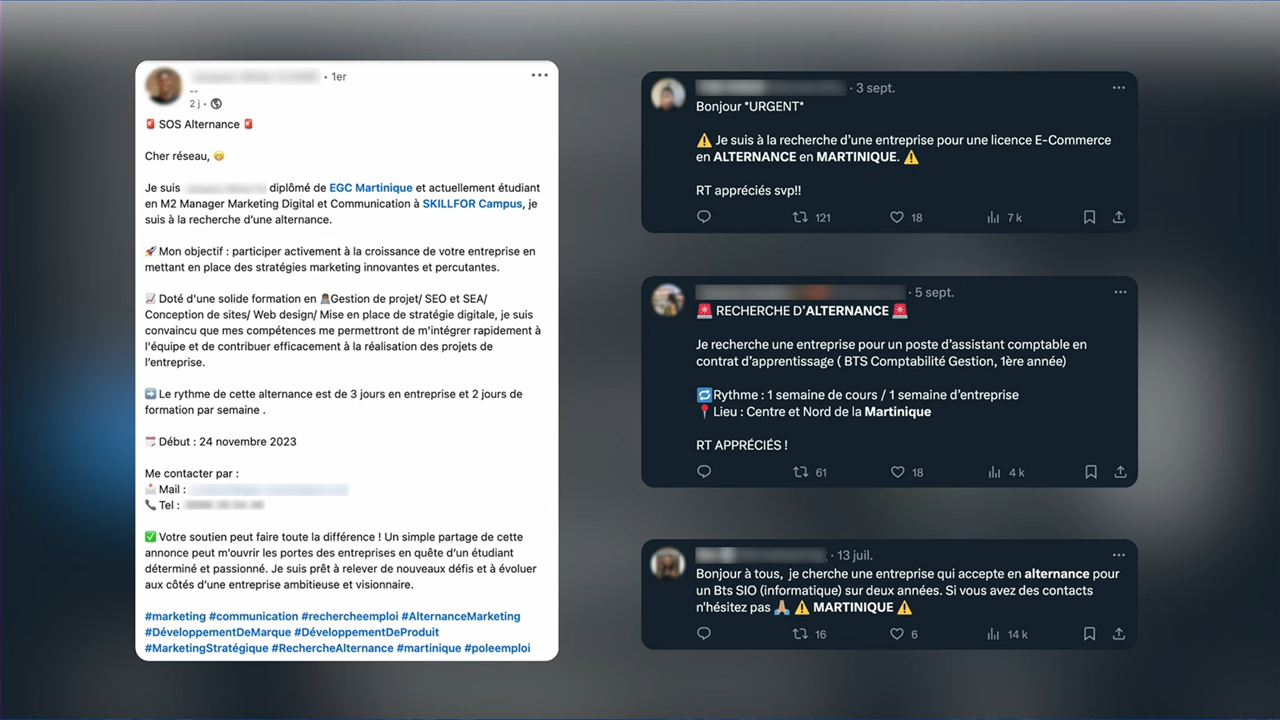 · 1er
--
2 j ·
🚨 SOS Alternance 🚨
Cher réseau, 😁
Je suis diplômé de EGC Martinique et actuellement étudiant
en M2 Manager Marketing Digital et Communication à SKILLFOR Campus, je
suis à la recherche d'une alternance.
🚀 Mon objectif : participer activement à la croissance de votre entreprise en
mettant en place des stratégies marketing innovantes et percutantes.
📈 Doté d'une solide formation en 👨🏽‍💼Gestion de projet/ SEO et SEA/
Conception de sites/ Web design/ Mise en place de stratégie digitale, je suis
convaincu que mes compétences me permettront de m'intégrer rapidement à
l'équipe et de contribuer efficacement à la réalisation des projets de
l'entreprise.
➡️ Le rythme de cette alternance est de 3 jours en entreprise et 2 jours de
formation par semaine .
📅 Début : 24 novembre 2023
Me contacter par :
📩 Mail :
📞 Tel :
✅ Votre soutien peut faire toute la différence ! Un simple partage de cette
annonce peut m'ouvrir les portes des entreprises en quête d'un étudiant
déterminé et passionné. Je suis prêt à relever de nouveaux défis et à évoluer
aux côtés d'une entreprise ambitieuse et visionnaire.
#marketing #communication #rechercheemploi #AlternanceMarketing
#DéveloppementDeMarque #DéveloppementDeProduit
#MarketingStratégique #RechercheAlternance #martinique #poleemploi
· 3 sept.
Bonjour *URGENT*
⚠️ Je suis à la recherche d'une entreprise pour une licence E-Commerce
en ALTERNANCE en MARTINIQUE. ⚠️
RT appréciés svp!!
121 18 7 k
· 5 sept.
🚨 RECHERCHE D'ALTERNANCE 🚨
Je recherche une entreprise pour un poste d'assistant comptable en
contrat d'apprentissage ( BTS Comptabilité Gestion, 1ère année)
🔁Rythme : 1 semaine de cours / 1 semaine d'entreprise
📍Lieu : Centre et Nord de la Martinique
RT APPRÉCIÉS !
61 18 4 k
· 13 juil.
Bonjour à tous, je cherche une entreprise qui accepte en alternance pour
un Bts SIO (informatique) sur deux années. Si vous avez des contacts
n'hésitez pas 🙏🏽 ⚠️ MARTINIQUE ⚠️
16 6 14 k